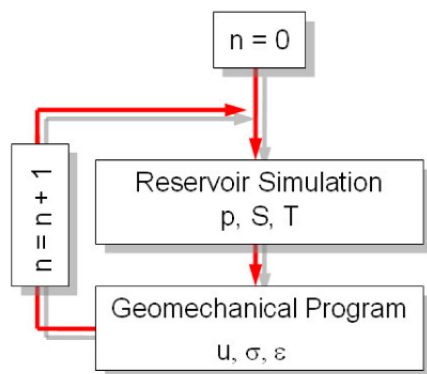 n = 0
n = n + 1
Reservoir Simulation
p, S, T
Geomechanical Program
u, σ, ε